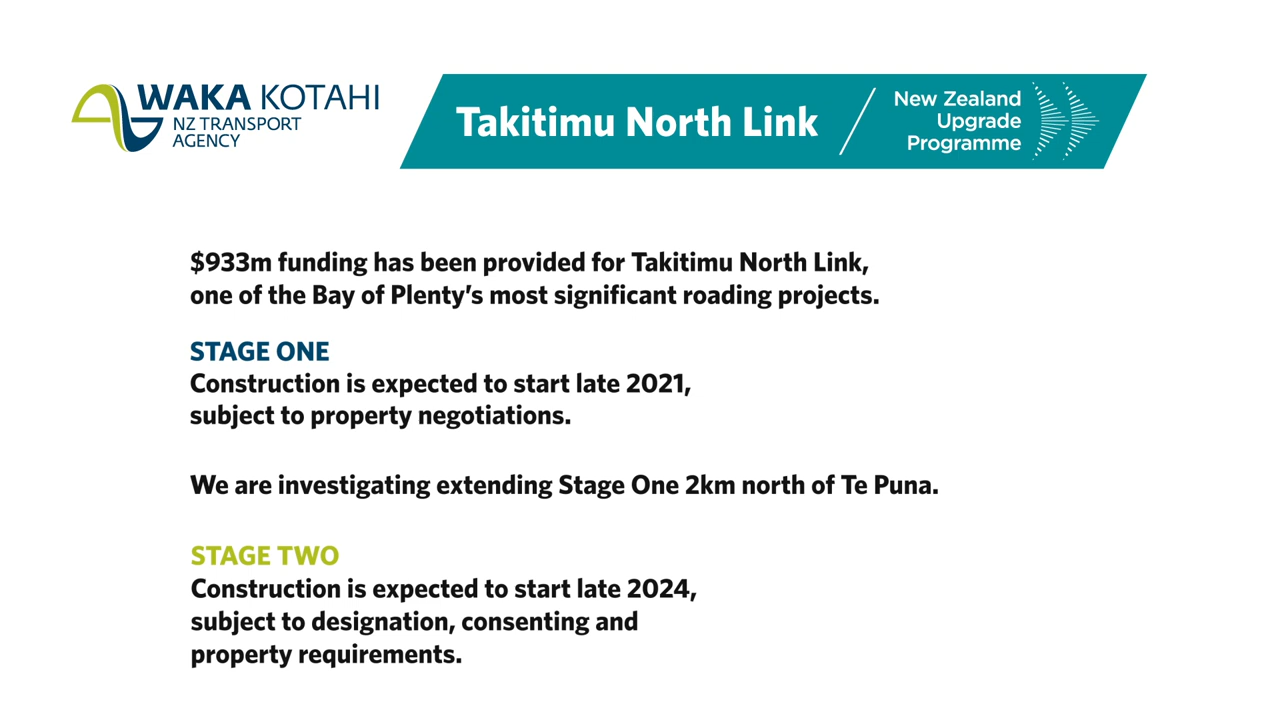 WAKA KOTAHI
NZ TRANSPORT
AGENCY
Takitimu North Link
New Zealand
Upgrade
Programme
$933m funding has been provided for Takitimu North Link,
one of the Bay of Plenty’s most significant roading projects.
STAGE ONE
Construction is expected to start late 2021,
subject to property negotiations.
We are investigating extending Stage One 2km north of Te Puna.
STAGE TWO
Construction is expected to start late 2024,
subject to designation, consenting and
property requirements.